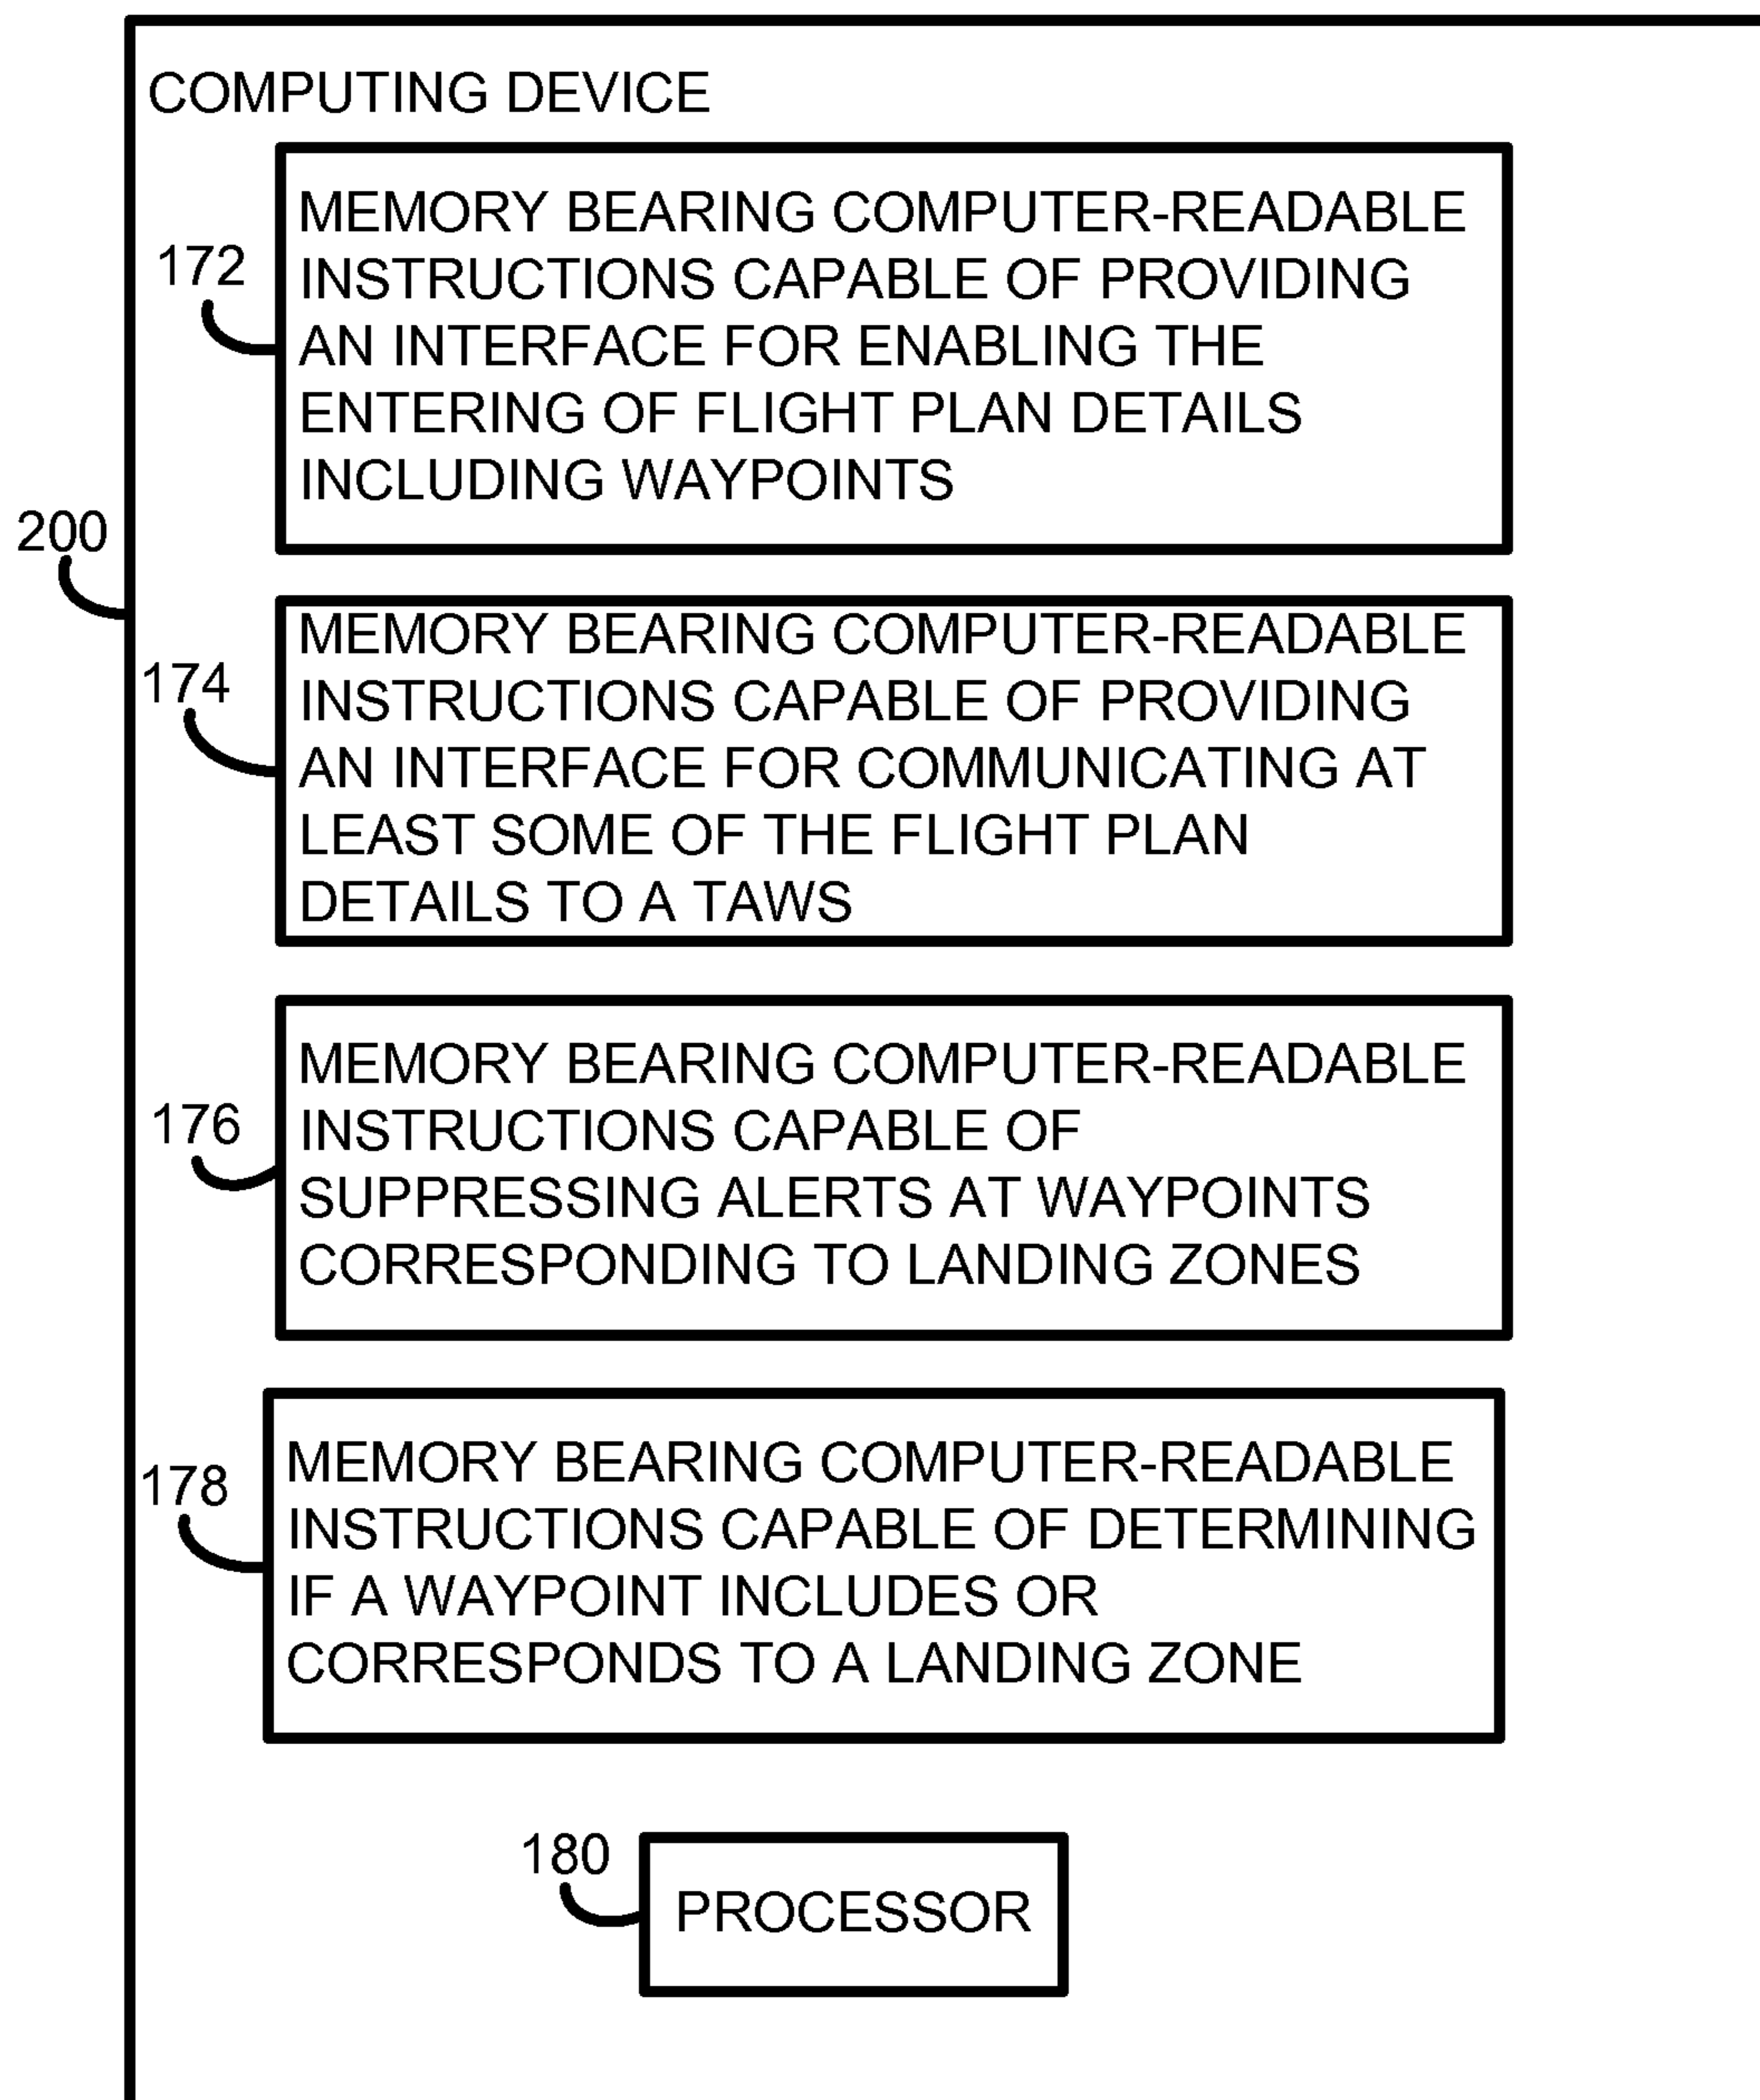 COMPUTING DEVICE
172
MEMORY BEARING COMPUTER-READABLE
INSTRUCTIONS CAPABLE OF PROVIDING
AN INTERFACE FOR ENABLING THE
ENTERING OF FLIGHT PLAN DETAILS
INCLUDING WAYPOINTS
200
174
MEMORY BEARING COMPUTER-READABLE
INSTRUCTIONS CAPABLE OF PROVIDING
AN INTERFACE FOR COMMUNICATING AT
LEAST SOME OF THE FLIGHT PLAN
DETAILS TO A TAWS
176
MEMORY BEARING COMPUTER-READABLE
INSTRUCTIONS CAPABLE OF
SUPPRESSING ALERTS AT WAYPOINTS
CORRESPONDING TO LANDING ZONES
178
MEMORY BEARING COMPUTER-READABLE
INSTRUCTIONS CAPABLE OF DETERMINING
IF A WAYPOINT INCLUDES OR
CORRESPONDS TO A LANDING ZONE
180
PROCESSOR